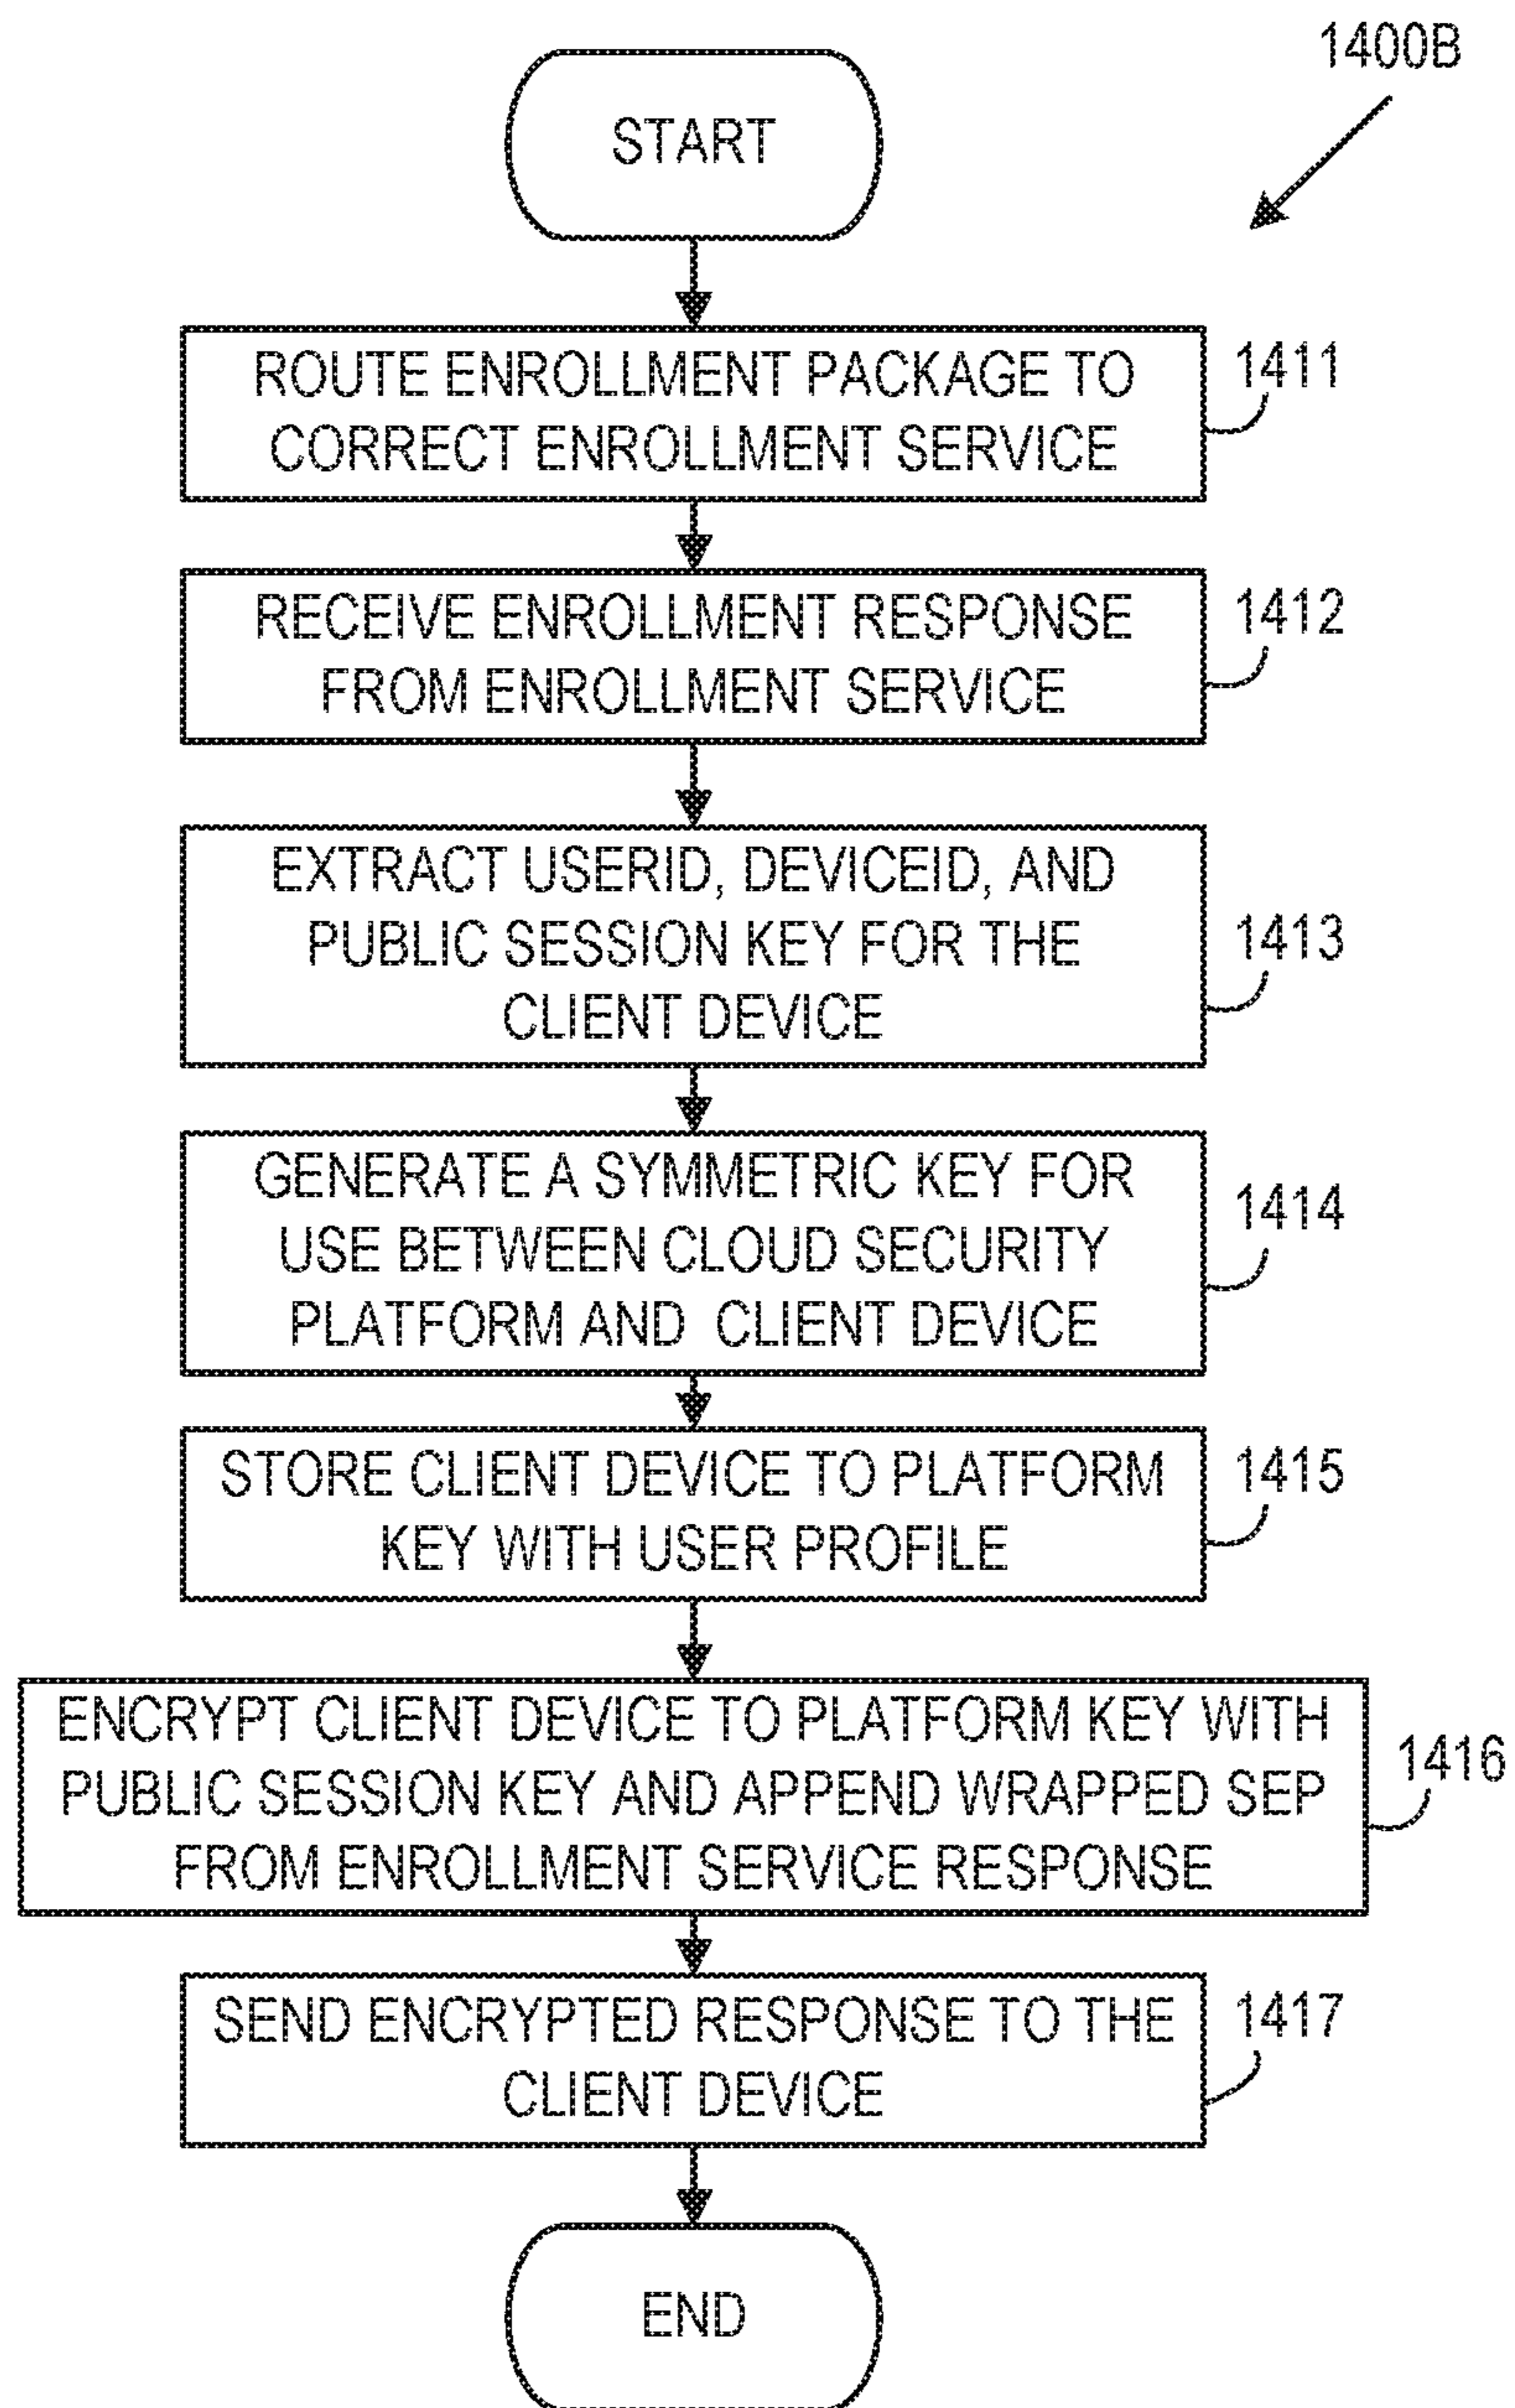 1400B
START
ROUTE ENROLLMENT PACKAGE TO
CORRECT ENROLLMENT SERVICE
1411
RECEIVE ENROLLMENT RESPONSE
FROM ENROLLMENT SERVICE
1412
EXTRACT USERID, DEVICEID, AND
PUBLIC SESSION KEY FOR THE
CLIENT DEVICE
1413
GENERATE A SYMMETRIC KEY FOR
USE BETWEEN CLOUD SECURITY
PLATFORM AND CLIENT DEVICE
1414
STORE CLIENT DEVICE TO PLATFORM
KEY WITH USER PROFILE
1415
ENCRYPT CLIENT DEVICE TO PLATFORM KEY WITH
PUBLIC SESSION KEY AND APPEND WRAPPED SEP
FROM ENROLLMENT SERVICE RESPONSE
1416
SEND ENCRYPTED RESPONSE TO THE
CLIENT DEVICE
1417
END